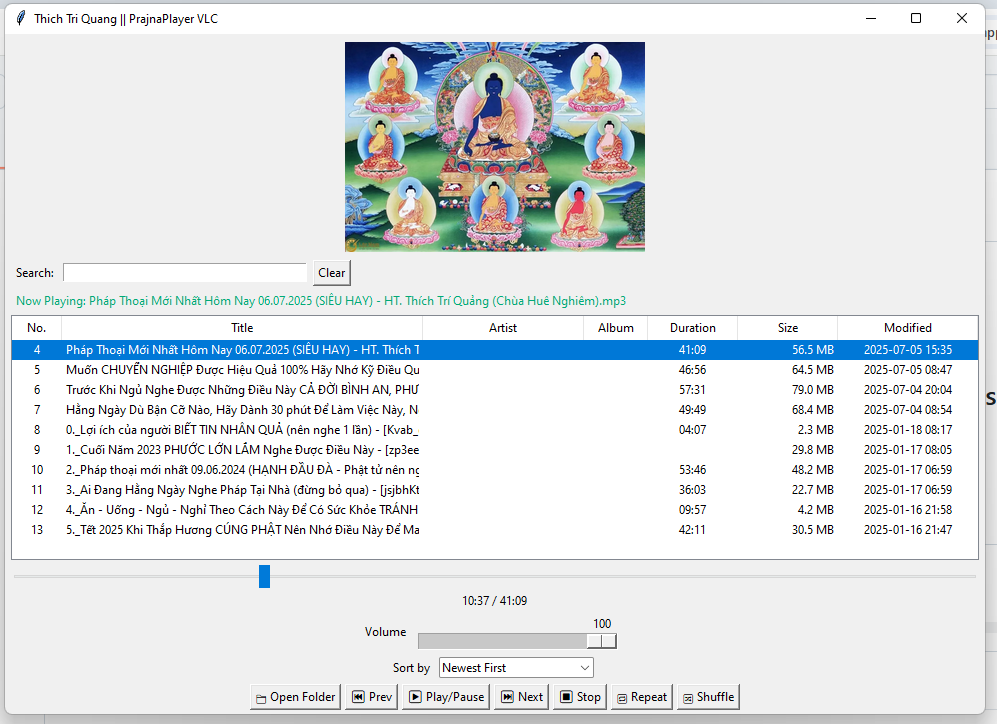 Thich Tri Quang || PrajnaPlayer VLC
Search:
Clear
Now Playing: Pháp Thoại Mới Nhất Hôm Nay 06.07.2025 (SIÊU HAY) - HT. Thích Trí Quảng (Chùa Huê Nghiêm).mp3
No. Title Artist Album Duration Size Modified
4 Pháp Thoại Mới Nhất Hôm Nay 06.07.2025 (SIÊU HAY) - HT. Thích T 41:09 56.5 MB 2025-07-05 15:35
5 Muốn CHUYỂN NGHIỆP Được Hiệu Quả 100% Hãy Nhớ Kỹ Điều Qu 46:56 64.5 MB 2025-07-05 08:47
6 Trước Khi Ngủ Nghe Được Những Điều Này CẢ ĐỜI BÌNH AN, PHƯ 57:31 79.0 MB 2025-07-04 20:04
7 Hằng Ngày Dù Bận Cỡ Nào, Hãy Dành 30 phút Để Làm Việc Này, N 49:49 68.4 MB 2025-07-04 08:54
8 0._Lợi ích của người BIẾT TIN NHÂN QUẢ (nên nghe 1 lần) - [Kvab_ 04:07 2.3 MB 2025-01-18 08:17
9 1._Cuối Năm 2023 PHƯỚC LỚN LẮM Nghe Được Điều Này - [zp3ee 29.8 MB 2025-01-17 08:05
10 2._Pháp thoại mới nhất 09.06.2024 (HẠNH ĐẦU ĐÀ - Phật tử nên ng 53:46 48.2 MB 2025-01-17 06:59
11 3._Ai Đang Hằng Ngày Nghe Pháp Tại Nhà (đừng bỏ qua) - [jsjbhKt 36:03 22.7 MB 2025-01-17 06:59
12 4._Ăn - Uống - Ngủ - Nghỉ Theo Cách Này Để Có Sức Khỏe TRÁNH 09:57 4.2 MB 2025-01-16 21:58
13 5._Tết 2025 Khi Thắp Hương CÚNG PHẬT Nên Nhớ Điều Này Để Ma 42:11 30.5 MB 2025-01-16 21:47
10:37 / 41:09
100
Volume
Sort by Newest First
Open Folder Prev Play/Pause Next Stop Repeat Shuffle